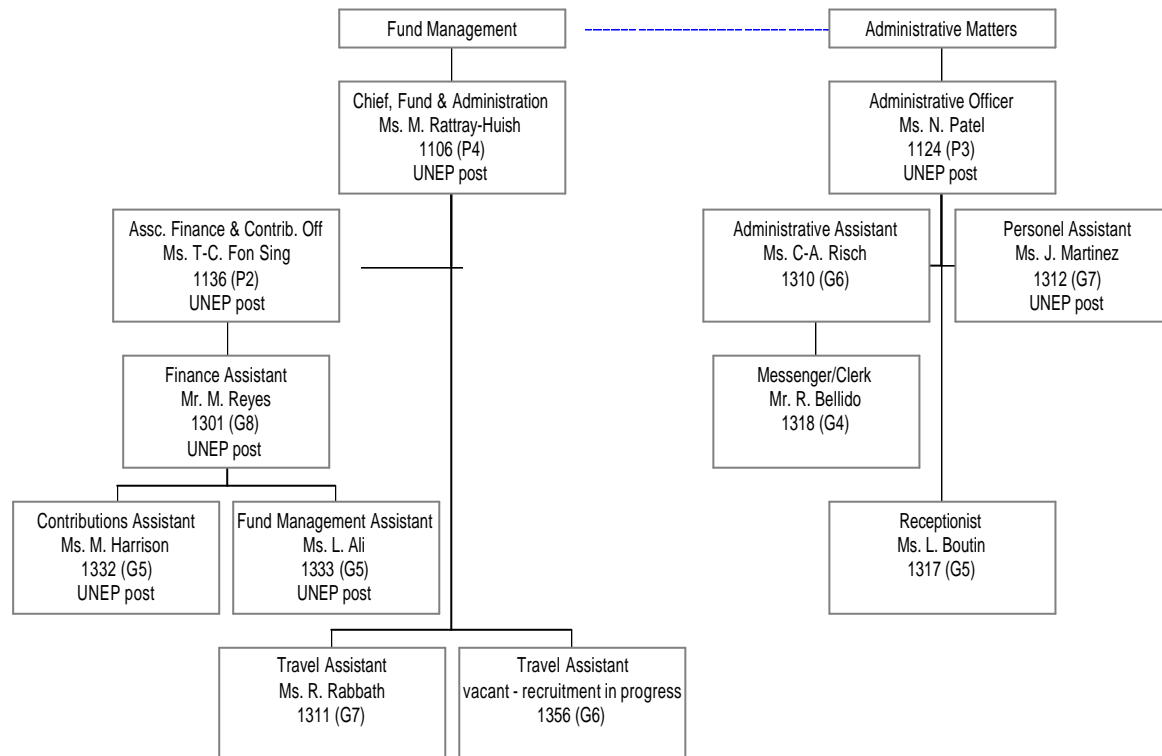 Fund Management
Administrative Matters
Chief, Fund & Administration
Ms. M. Rattray-Huish
1106 (P4)
UNEP post
Administrative Officer
Ms. N. Patel
1124 (P3)
UNEP post
Assc. Finance & Contrib. Off
Ms. T-C. Fon Sing
1136 (P2)
UNEP post
Administrative Assistant
Ms. C-A. Risch
1310 (G6)
Personel Assistant
Ms. J. Martinez
1312 (G7)
UNEP post
Finance Assistant
Mr. M. Reyes
1301 (G8)
UNEP post
Messenger/Clerk
Mr. R. Bellido
1318 (G4)
Contributions Assistant
Ms. M. Harrison
1332 (G5)
UNEP post
Fund Management Assistant
Ms. L. Ali
1333 (G5)
UNEP post
Receptionist
Ms. L. Boutin
1317 (G5)
Travel Assistant
Ms. R. Rabbath
1311 (G7)
Travel Assistant
vacant - recruitment in progress
1356 (G6)